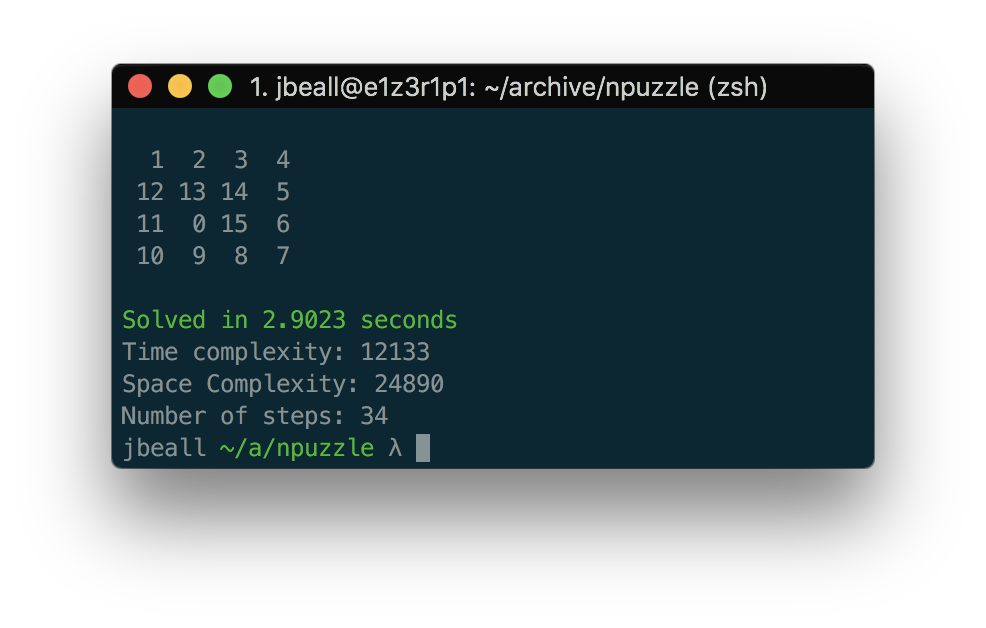 1. jbeall@e1z3r1p1: ~/archive/npuzzle (zsh)
1 2 3 4
12 13 14 5
11 0 15 6
10 9 8 7
Solved in 2.9023 seconds
Time complexity: 12133
Space Complexity: 24890
Number of steps: 34
jbeall ~/a/npuzzle λ